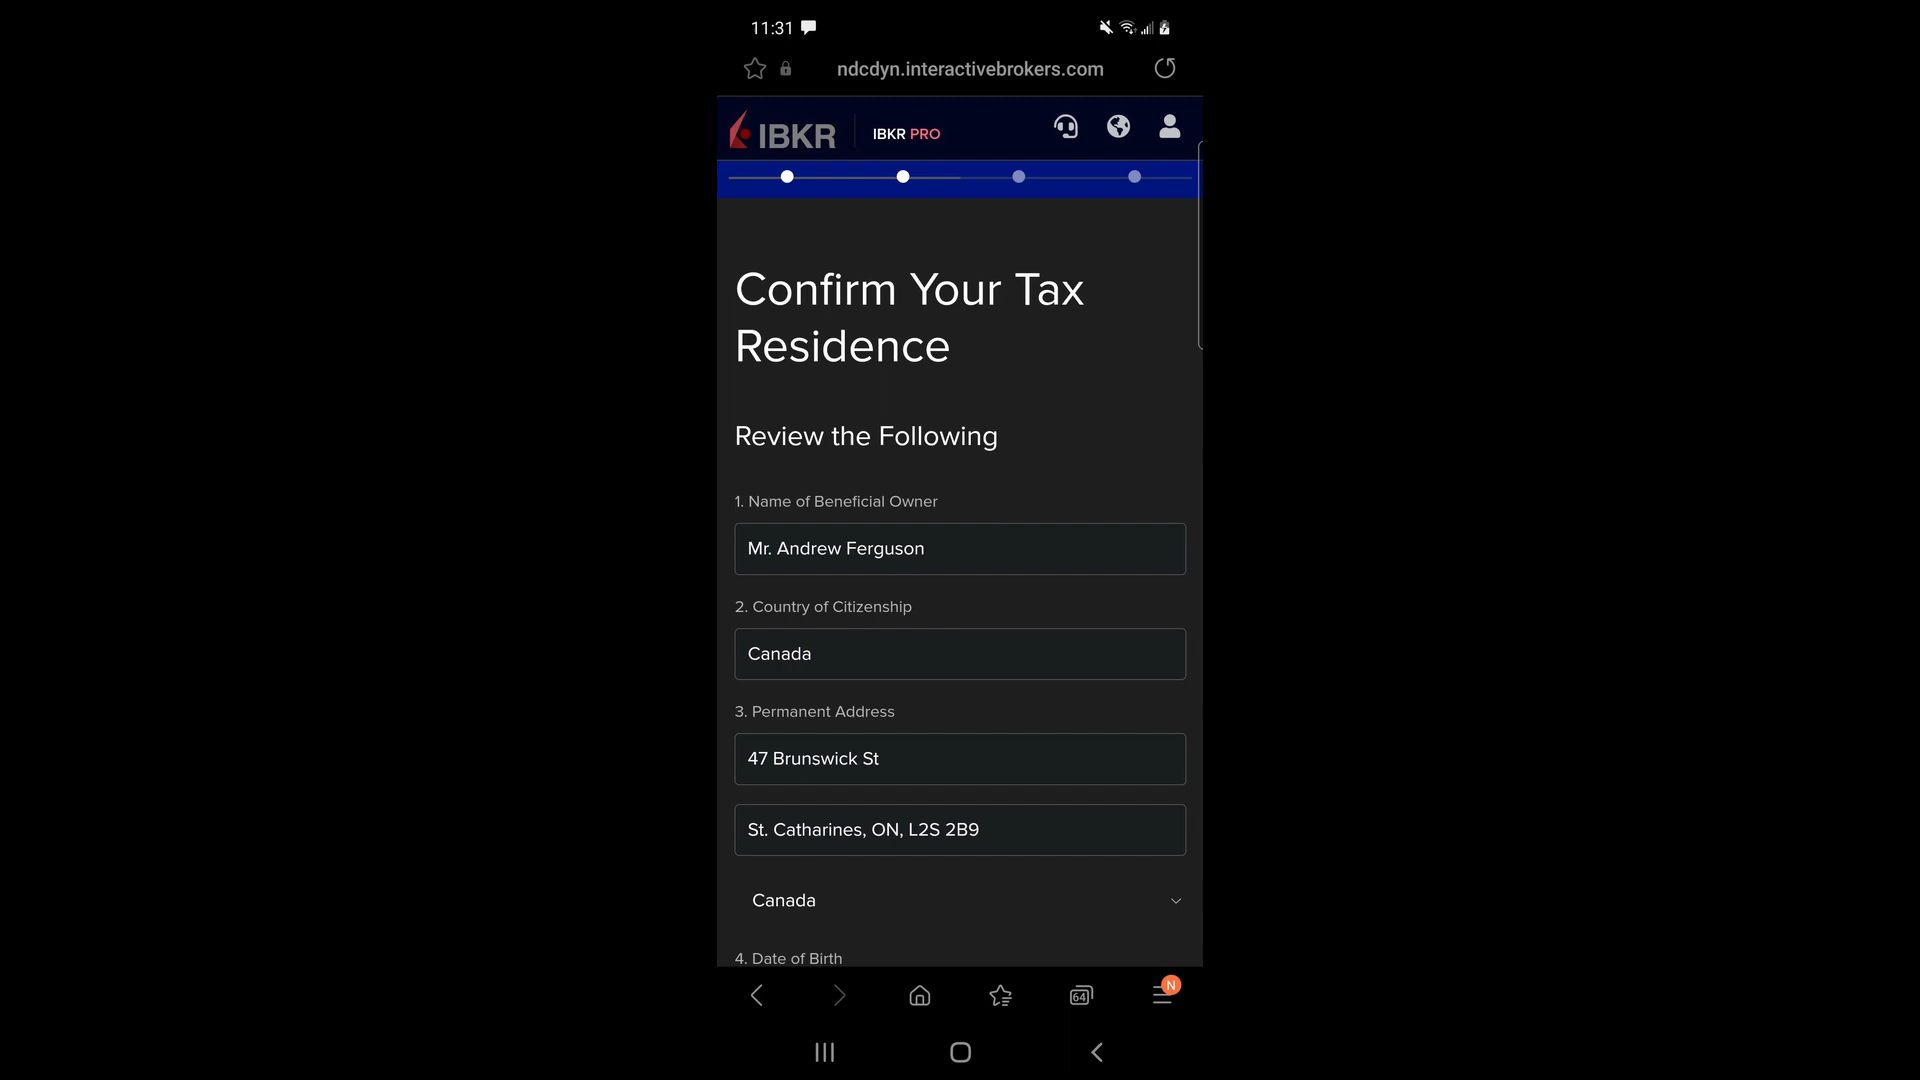 11:31
ndcdyn.interactivebrokers.com
IBKR
IBKR PRO
Confirm Your Tax
Residence
Review the Following
1. Name of Beneficial Owner
Mr. Andrew Ferguson
2. Country of Citizenship
Canada
3. Permanent Address
47 Brunswick St
St. Catharines, ON, L2S 2B9
Canada
4. Date of Birth
64
N